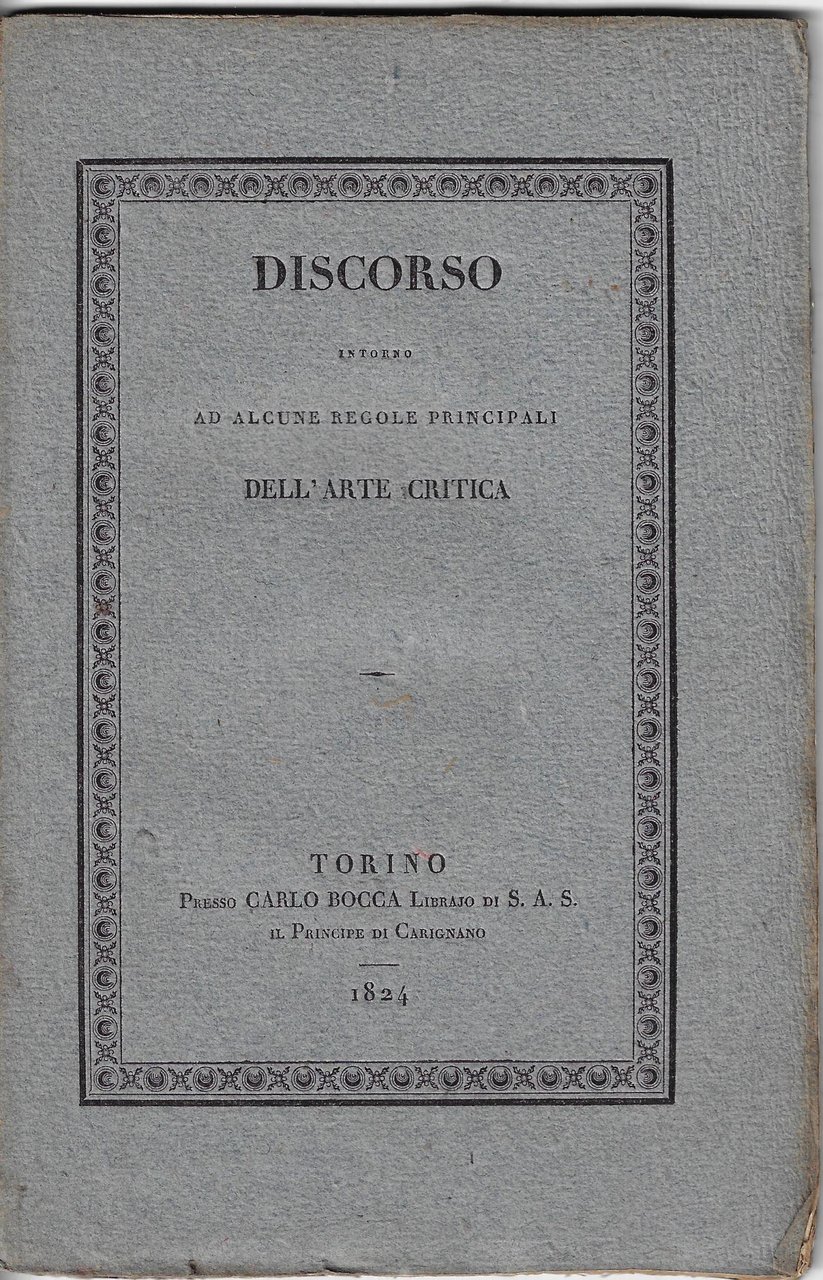 DISCORSO
INTORNO
AD ALCUNE REGOLE PRINCIPALI
DELL'ARTE CRITICA
TORINO
PRESSO CARLO BOCCA LIBRAJO DI S. A. S.
IL PRINCIPE DI CARIGNANO
1824